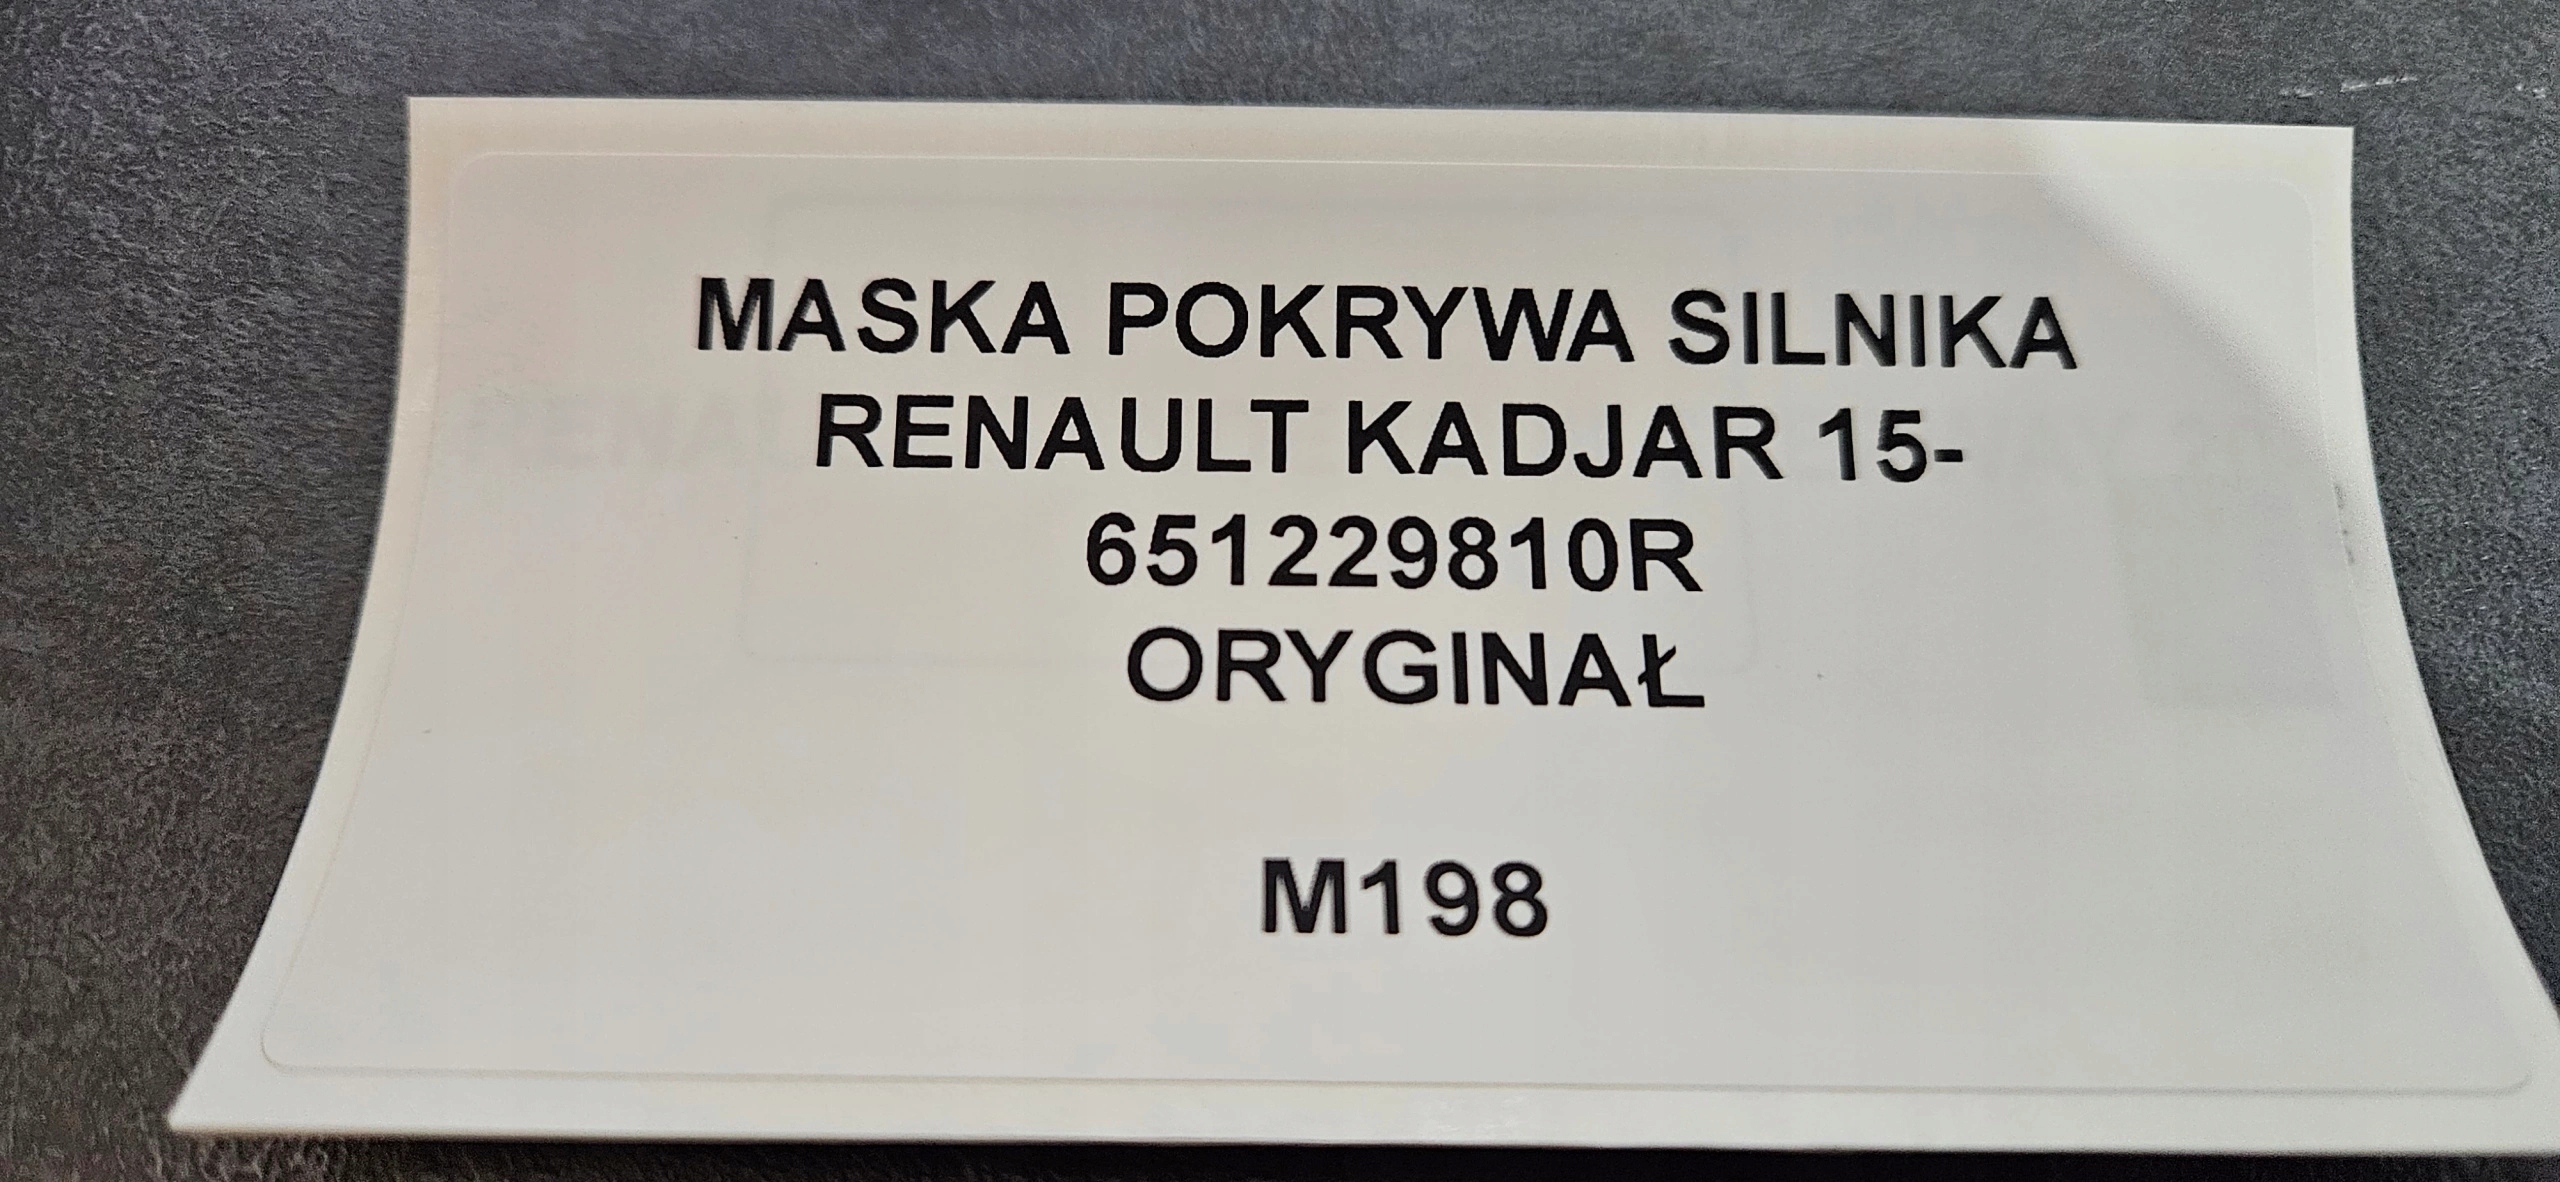 MASKA POKRYWA SILNIKA
RENAULT KADJAR 15-
651229810R
ORYGINAŁ
M198